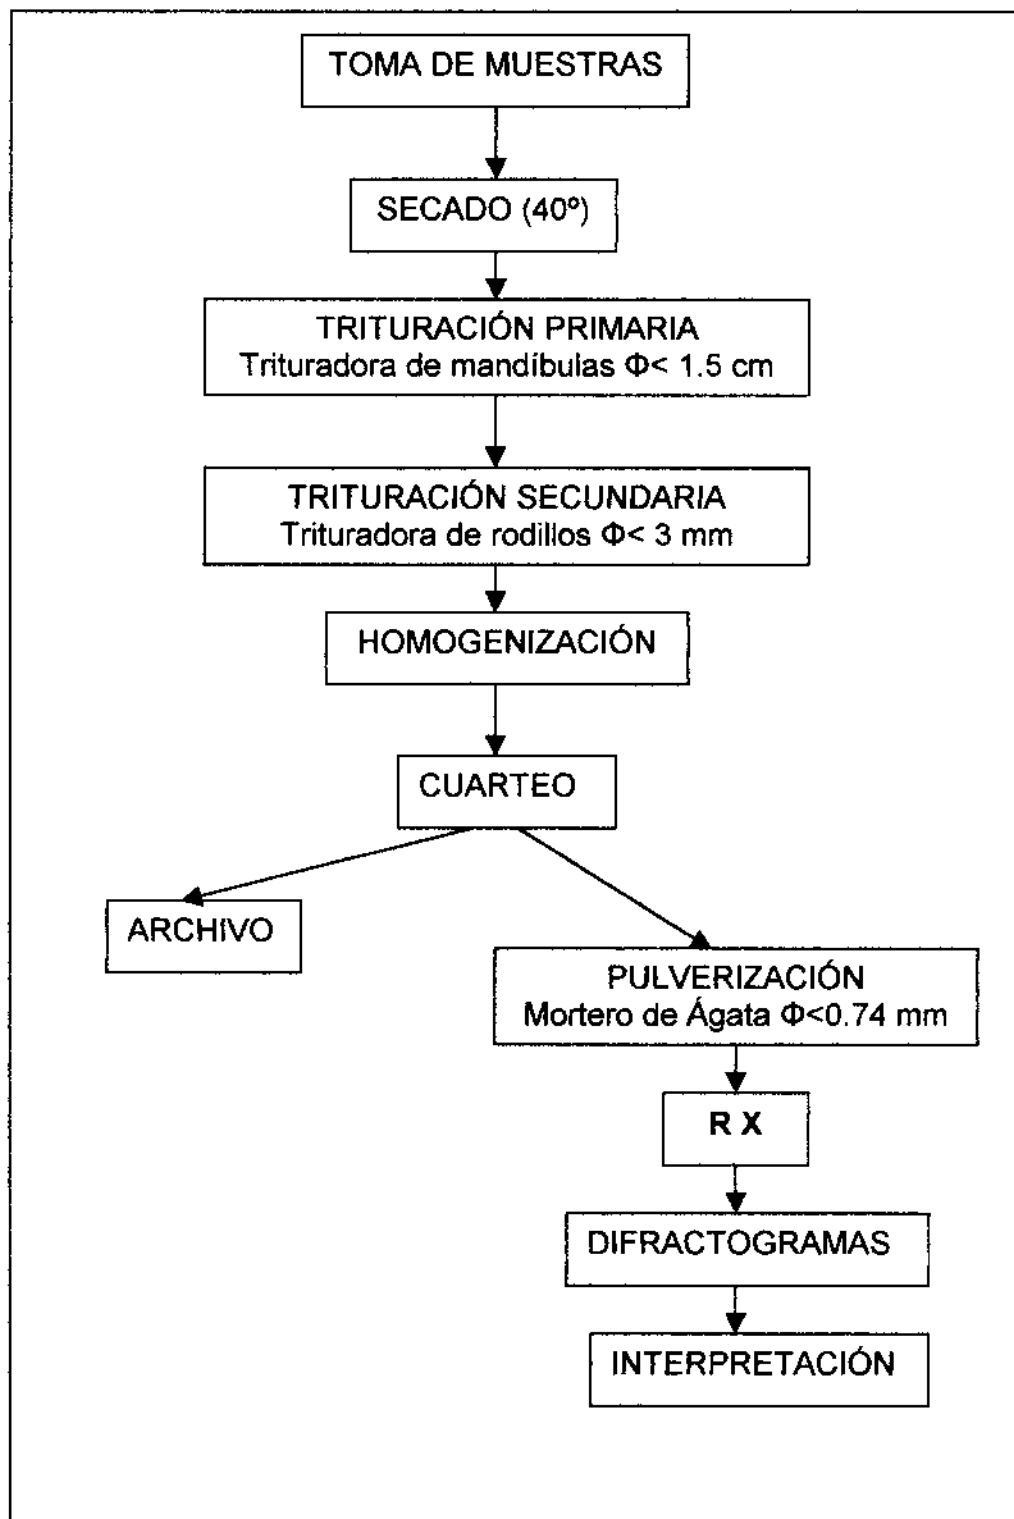 TOMA DE MUESTRAS
SECADO (40º)
TRITURACIÓN PRIMARIA
Trituradora de mandíbulas Φ< 1.5 cm
TRITURACIÓN SECUNDARIA
Trituradora de rodillos Φ< 3 mm
HOMOGENIZACIÓN
CUARTEO
ARCHIVO
PULVERIZACIÓN
Mortero de Ágata Φ<0.74 mm
R X
DIFRACTOGRAMAS
INTERPRETACIÓN